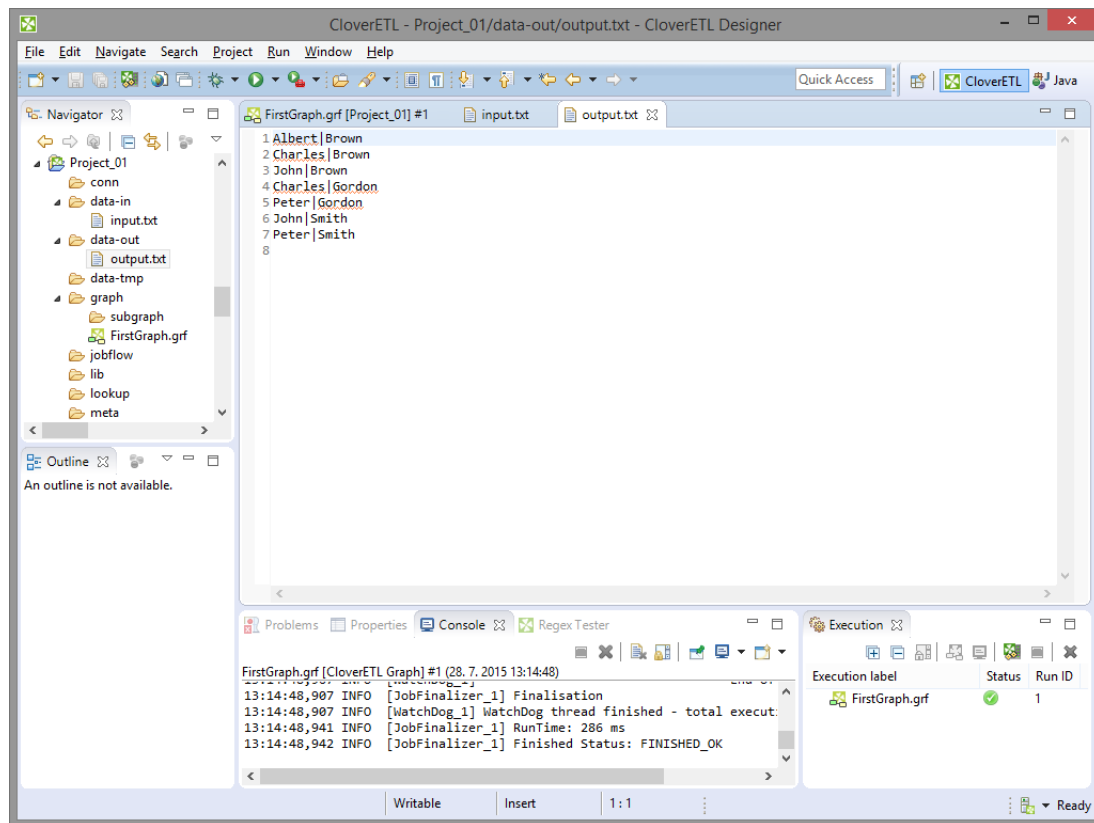 CloverETL - Project_01/data-out/output.txt - CloverETL Designer
File Edit Navigate Search Project Run Window Help
Quick Access
CloverETL
Java
Navigator
Project_01
conn
data-in
input.txt
data-out
output.txt
data-tmp
graph
subgraph
FirstGraph.grf
jobflow
lib
lookup
meta
Outline
An outline is not available.
FirstGraph.grf [Project_01] #1
input.txt
output.txt
1 Albert|Brown
2 Charles|Brown
3 John|Brown
4 Charles|Gordon
5 Peter|Gordon
6 John|Smith
7 Peter|Smith
8
Problems
Properties
Console
Regex Tester
FirstGraph.grf [CloverETL Graph] #1 (28. 7. 2015 13:14:48)
13:14:48,907 INFO [JobFinalizer_1] Finalisation
13:14:48,907 INFO [WatchDog_1] WatchDog thread finished - total execut
13:14:48,941 INFO [JobFinalizer_1] RunTime: 286 ms
13:14:48,942 INFO [JobFinalizer_1] Finished Status: FINISHED_OK
Execution
Execution label Status Run ID
FirstGraph.grf 1
Writable
Insert
1 : 1
Ready